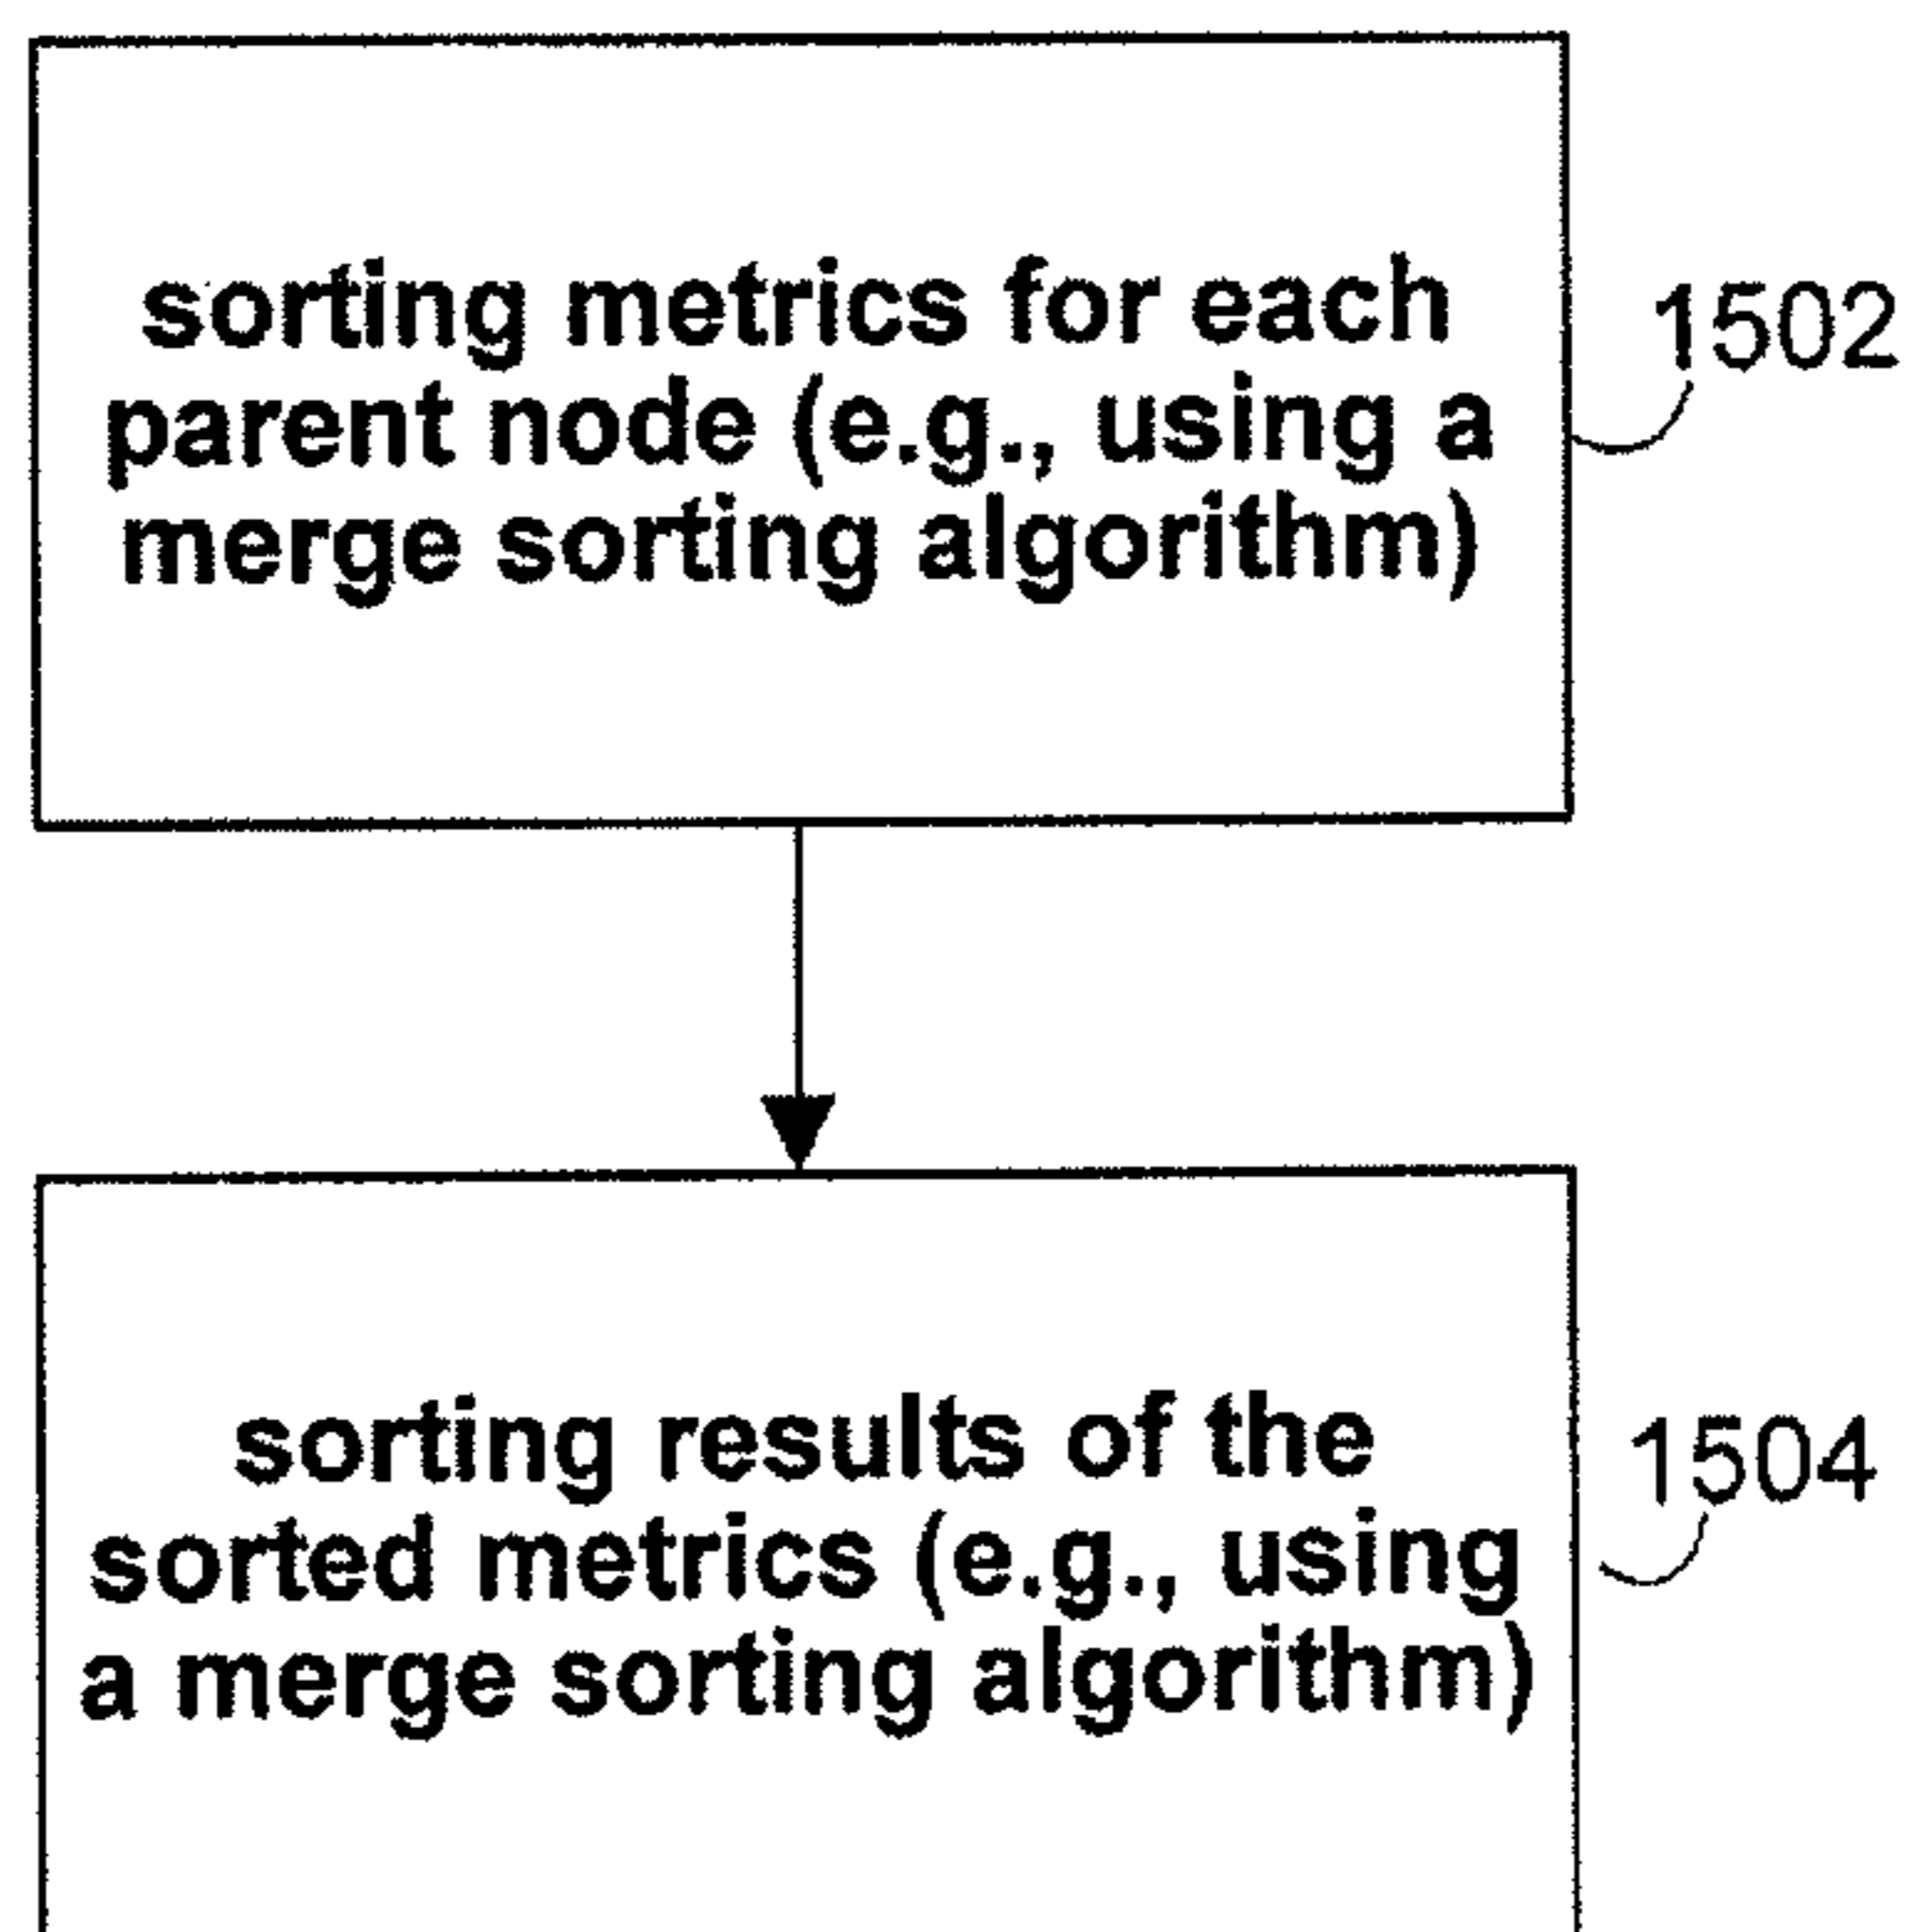 sorting metrics for each
parent node (e.g., using a
merge sorting algorithm)
1502
sorting results of the
sorted metrics (e.g., using
a merge sorting algorithm)
1504